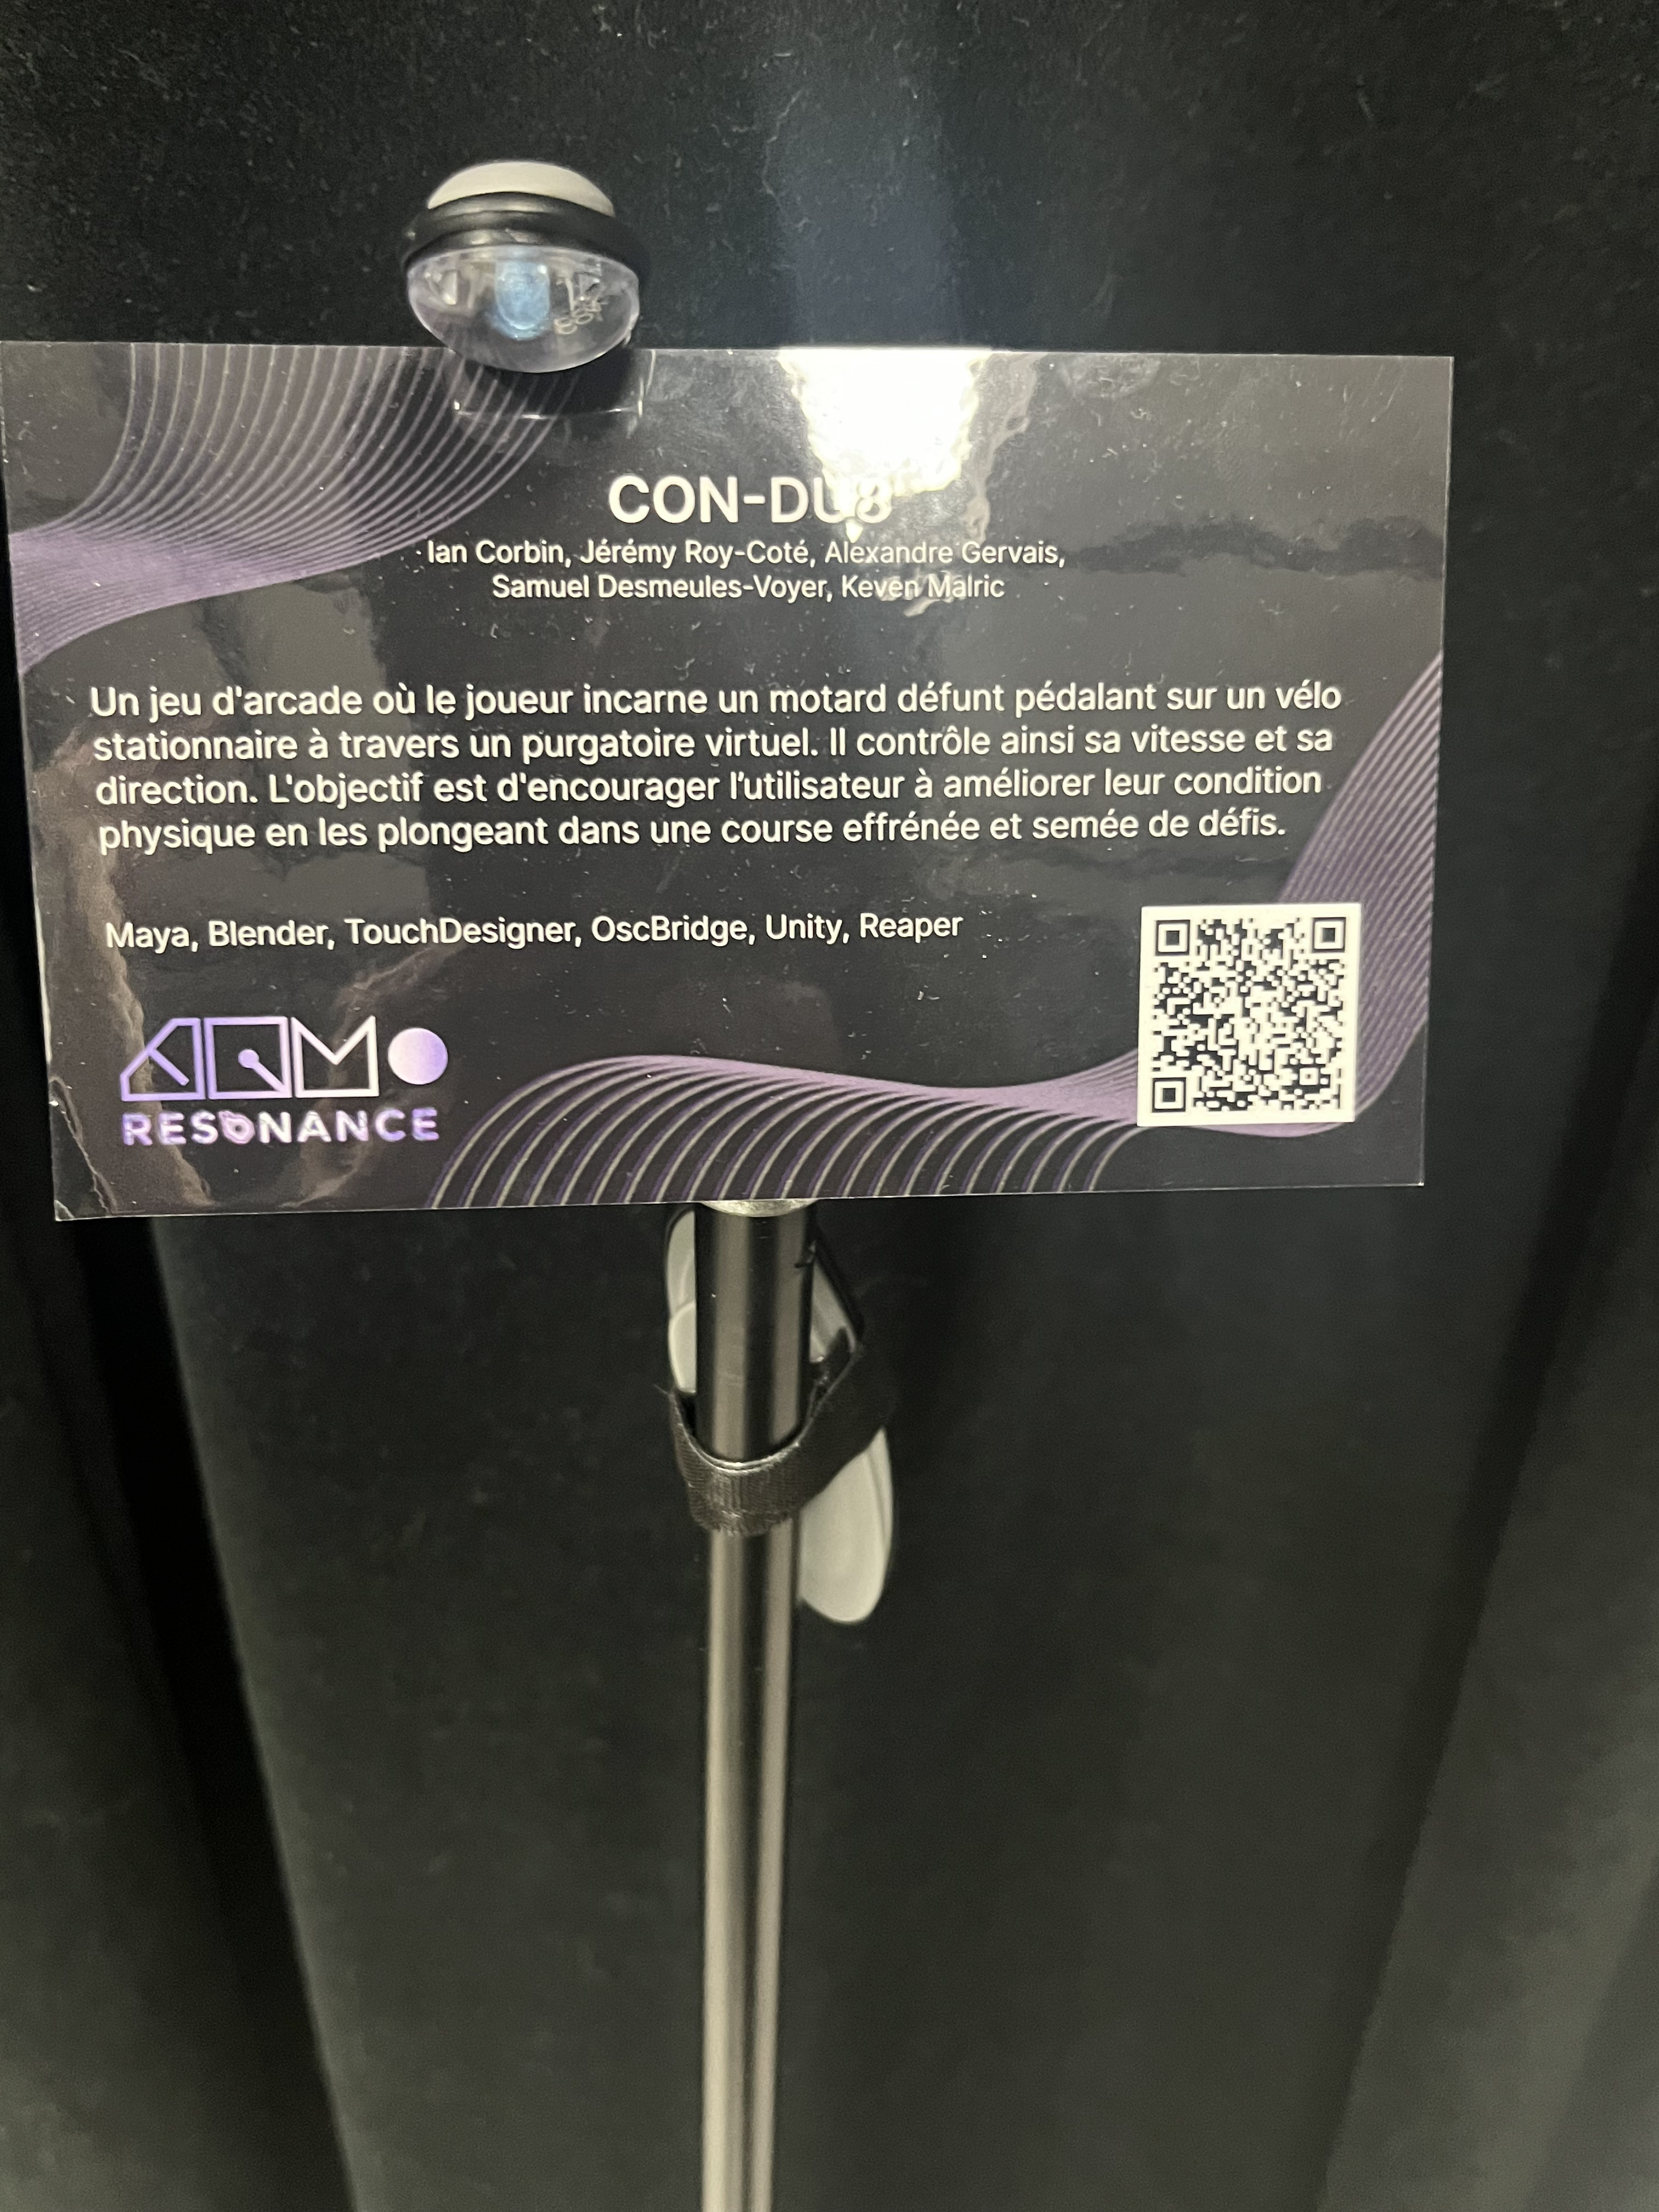 CON-DU8
Ian Corbin, Jérémy Roy-Coté, Alexandre Gervais,
Samuel Desmeules-Voyer, Keven Malric
Un jeu d'arcade où le joueur incarne un motard défunt pédalant sur un vélo
stationnaire à travers un purgatoire virtuel. Il contrôle ainsi sa vitesse et sa
direction. L'objectif est d'encourager l'utilisateur à améliorer leur condition
physique en les plongeant dans une course effrénée et semée de défis.
Maya, Blender, TouchDesigner, OscBridge, Unity, Reaper
RESONANCE